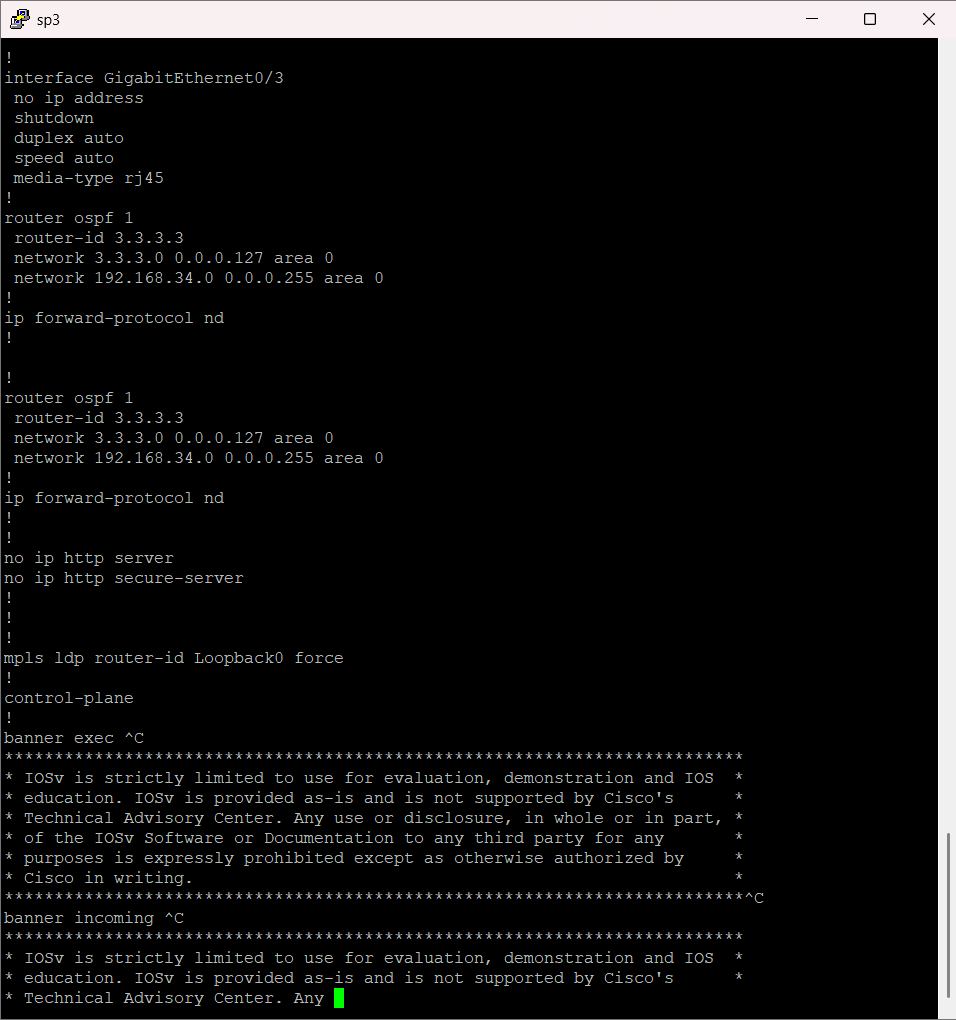 sp3
!
interface GigabitEthernet0/3
 no ip address
 shutdown
 duplex auto
 speed auto
 media-type rj45
!
router ospf 1
 router-id 3.3.3.3
 network 3.3.3.0 0.0.0.127 area 0
 network 192.168.34.0 0.0.0.255 area 0
!
ip forward-protocol nd
!
!
router ospf 1
 router-id 3.3.3.3
 network 3.3.3.0 0.0.0.127 area 0
 network 192.168.34.0 0.0.0.255 area 0
!
ip forward-protocol nd
!
!
no ip http server
no ip http secure-server
!
!
!
mpls ldp router-id Loopback0 force
!
control-plane
!
banner exec ^C
**************************************************************************
* IOSv is strictly limited to use for evaluation, demonstration and IOS  *
* education. IOSv is provided as-is and is not supported by Cisco's      *
* Technical Advisory Center. Any use or disclosure, in whole or in part, *
* of the IOSv Software or Documentation to any third party for any       *
* purposes is expressly prohibited except as otherwise authorized by     *
* Cisco in writing.                                                      *
**************************************************************************^C
banner incoming ^C
**************************************************************************
* IOSv is strictly limited to use for evaluation, demonstration and IOS  *
* education. IOSv is provided as-is and is not supported by Cisco's      *
* Technical Advisory Center. Any